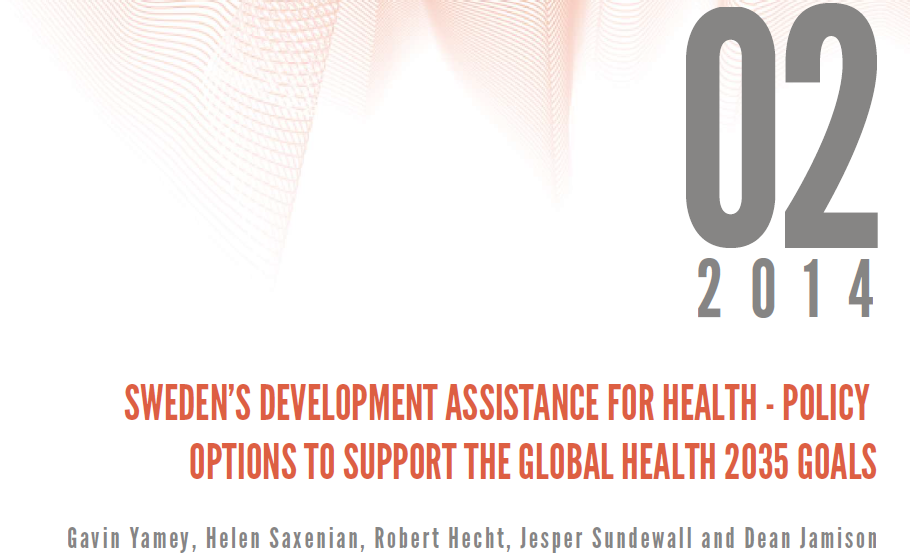 02
2014
SWEDEN'S DEVELOPMENT ASSISTANCE FOR HEALTH - POLICY
OPTIONS TO SUPPORT THE GLOBAL HEALTH 2035 GOALS
Gavin Yamey, Helen Saxenian, Robert Hecht, Jesper Sundewall and Dean Jamison